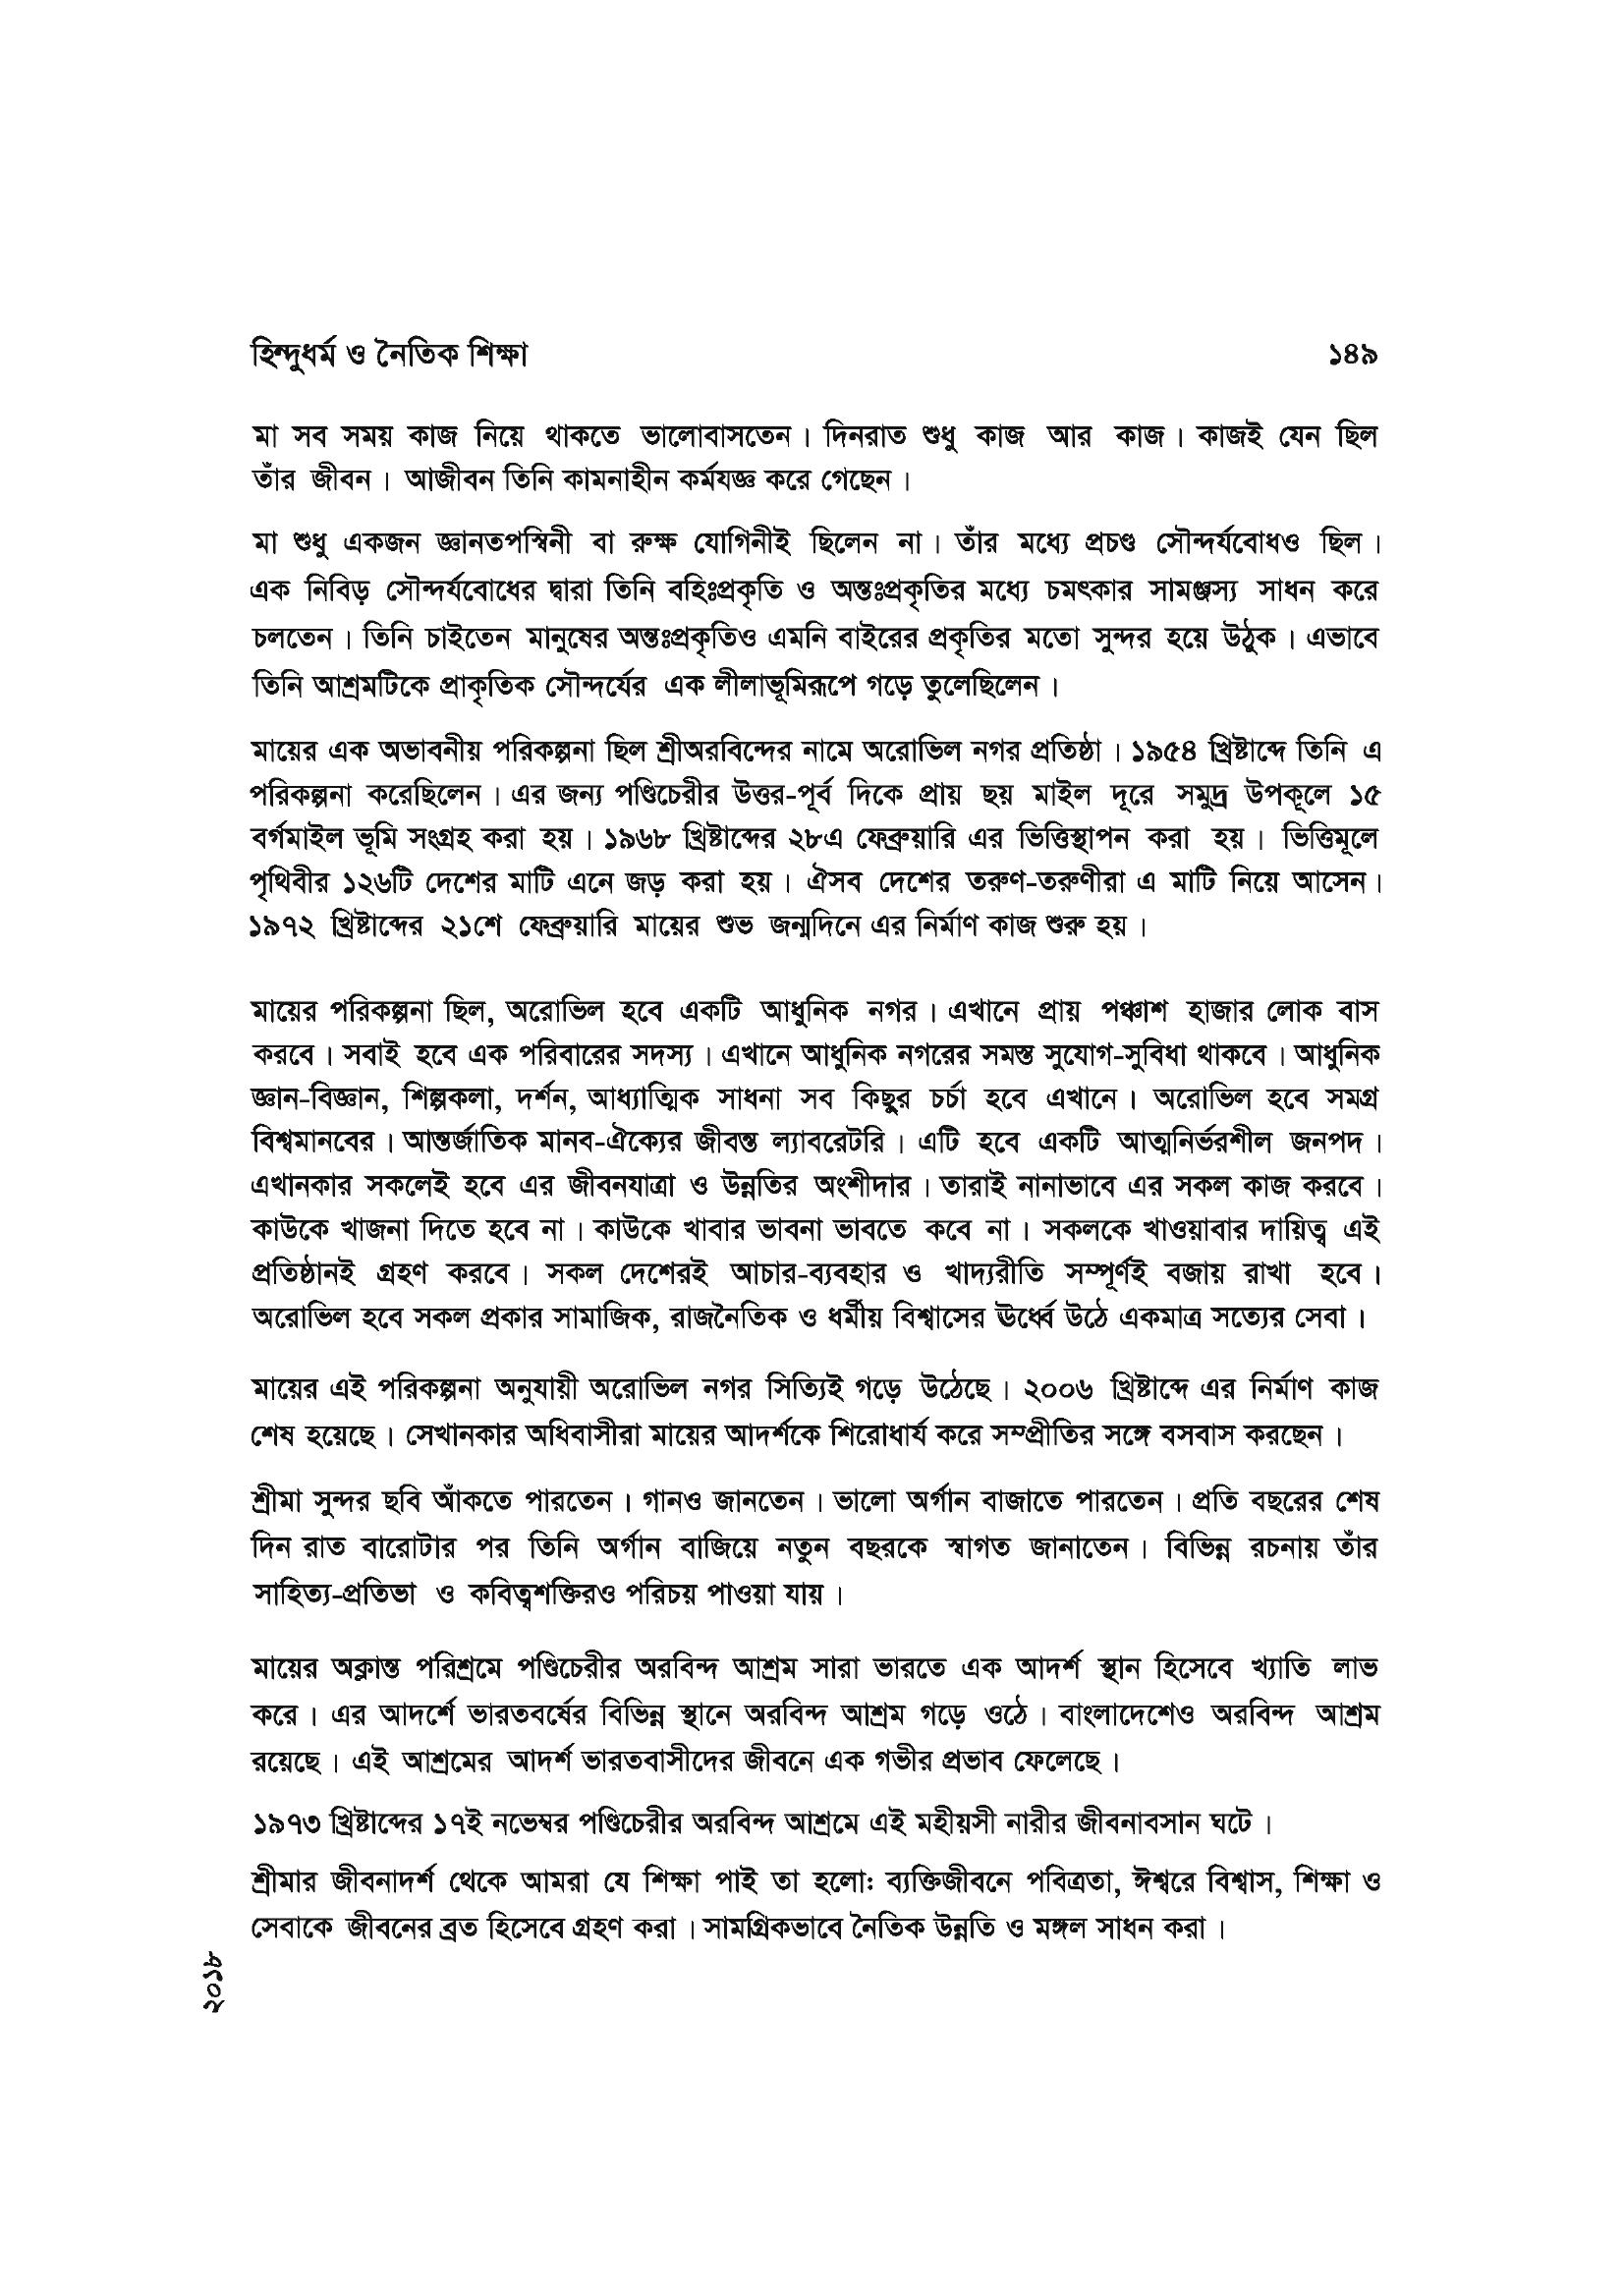 হিন্দুধর্ম ও নৈতিক শিক্ষা ১৪৯
মা সব সময় কাজ নিয়ে থাকতে ভালোবাসতেন। দিনরাত শুধু কাজ আর কাজ। কাজই যেন ছিল
তাঁর জীবন। আজীবন তিনি কামনাহীন কর্মযজ্ঞ করে গেছেন।
মা শুধু একজন জ্ঞানতপস্বিনী বা রুক্ষ যোগিনীই ছিলেন না। তাঁর মধ্যে প্রচণ্ড সৌন্দর্যবোধও ছিল।
এক নিবিড় সৌন্দর্যবোধের দ্বারা তিনি বহিঃপ্রকৃতি ও অন্তঃপ্রকৃতির মধ্যে চমৎকার সামঞ্জস্য সাধন করে
চলতেন। তিনি চাইতেন মানুষের অন্তঃপ্রকৃতিও এমনি বাইরের প্রকৃতির মতো সুন্দর হয়ে উঠুক। এভাবে
তিনি আশ্রমটিকে প্রাকৃতিক সৌন্দর্যের এক লীলাভূমিরূপে গড়ে তুলেছিলেন।
মায়ের এক অভাবনীয় পরিকল্পনা ছিল শ্রীঅরবিন্দের নামে অরোভিল নগর প্রতিষ্ঠা। ১৯৫৪ খ্রিষ্টাব্দে তিনি এ
পরিকল্পনা করেছিলেন। এর জন্য পণ্ডিচেরীর উত্তর-পূর্ব দিকে প্রায় ছয় মাইল দূরে সমুদ্র উপকূলে ১৫
বর্গমাইল ভূমি সংগ্রহ করা হয়। ১৯৬৮ খ্রিষ্টাব্দের ২৮এ ফেব্রুয়ারি এর ভিত্তিস্থাপন করা হয়। ভিত্তিমূলে
পৃথিবীর ১২৬টি দেশের মাটি এনে জড় করা হয়। ঐসব দেশের তরুণ-তরুণীরা এ মাটি নিয়ে আসেন।
১৯৭২ খ্রিষ্টাব্দের ২১শে ফেব্রুয়ারি মায়ের শুভ জন্মদিনে এর নির্মাণ কাজ শুরু হয়।
মায়ের পরিকল্পনা ছিল, অরোভিল হবে একটি আধুনিক নগর। এখানে প্রায় পঞ্চাশ হাজার লোক বাস
করবে। সবাই হবে এক পরিবারের সদস্য। এখানে আধুনিক নগরের সমস্ত সুযোগ-সুবিধা থাকবে। আধুনিক
জ্ঞান-বিজ্ঞান, শিল্পকলা, দর্শন, আধ্যাত্মিক সাধনা সব কিছুর চর্চা হবে এখানে। অরোভিল হবে সমগ্র
বিশ্বমানবের। আন্তর্জাতিক মানব-ঐক্যের জীবন্ত ল্যাবরেটরি। এটি হবে একটি আত্মনির্ভরশীল জনপদ।
এখানকার সকলেই হবে এর জীবনযাত্রা ও উন্নতির অংশীদার। তারাই নানাভাবে এর সকল কাজ করবে।
কাউকে খাজনা দিতে হবে না। কাউকে খাবার ভাবনা ভাবতে কবে না। সকলকে খাওয়াবার দায়িত্ব এই
প্রতিষ্ঠানই গ্রহণ করবে। সকল দেশেরই আচার-ব্যবহার ও খাদ্যরীতি সম্পূর্ণই বজায় রাখা হবে।
অরোভিল হবে সকল প্রকার সামাজিক, রাজনৈতিক ও ধর্মীয় বিশ্বাসের ঊর্ধ্বে উঠে একমাত্র সত্যের সেবা।
মায়ের এই পরিকল্পনা অনুযায়ী অরোভিল নগর সিত্যিই গড়ে উঠেছে। ২০০৬ খ্রিষ্টাব্দে এর নির্মাণ কাজ
শেষ হয়েছে। সেখানকার অধিবাসীরা মায়ের আদর্শকে শিরোধার্য করে সম্প্রীতির সঙ্গে বসবাস করছেন।
শ্রীমা সুন্দর ছবি আঁকতে পারতেন। গানও জানতেন। ভালো অর্গান বাজাতে পারতেন। প্রতি বছরের শেষ
দিন রাত বারোটার পর তিনি অর্গান বাজিয়ে নতুন বছরকে স্বাগত জানাতেন। বিভিন্ন রচনায় তাঁর
সাহিত্য-প্রতিভা ও কবিত্বশক্তিরও পরিচয় পাওয়া যায়।
মায়ের অক্লান্ত পরিশ্রমে পণ্ডিচেরীর অরবিন্দ আশ্রম সারা ভারতে এক আদর্শ স্থান হিসেবে খ্যাতি লাভ
করে। এর আদর্শে ভারতবর্ষের বিভিন্ন স্থানে অরবিন্দ আশ্রম গড়ে ওঠে। বাংলাদেশেও অরবিন্দ আশ্রম
রয়েছে। এই আশ্রমের আদর্শ ভারতবাসীদের জীবনে এক গভীর প্রভাব ফেলেছে।
১৯৭৩ খ্রিষ্টাব্দের ১৭ই নভেম্বর পণ্ডিচেরীর অরবিন্দ আশ্রমে এই মহীয়সী নারীর জীবনাবসান ঘটে।
শ্রীমার জীবনাদর্শ থেকে আমরা যে শিক্ষা পাই তা হলো: ব্যক্তিজীবনে পবিত্রতা, ঈশ্বরে বিশ্বাস, শিক্ষা ও
সেবাকে জীবনের ব্রত হিসেবে গ্রহণ করা। সামগ্রিকভাবে নৈতিক উন্নতি ও মঙ্গল সাধন করা।
২০১৮